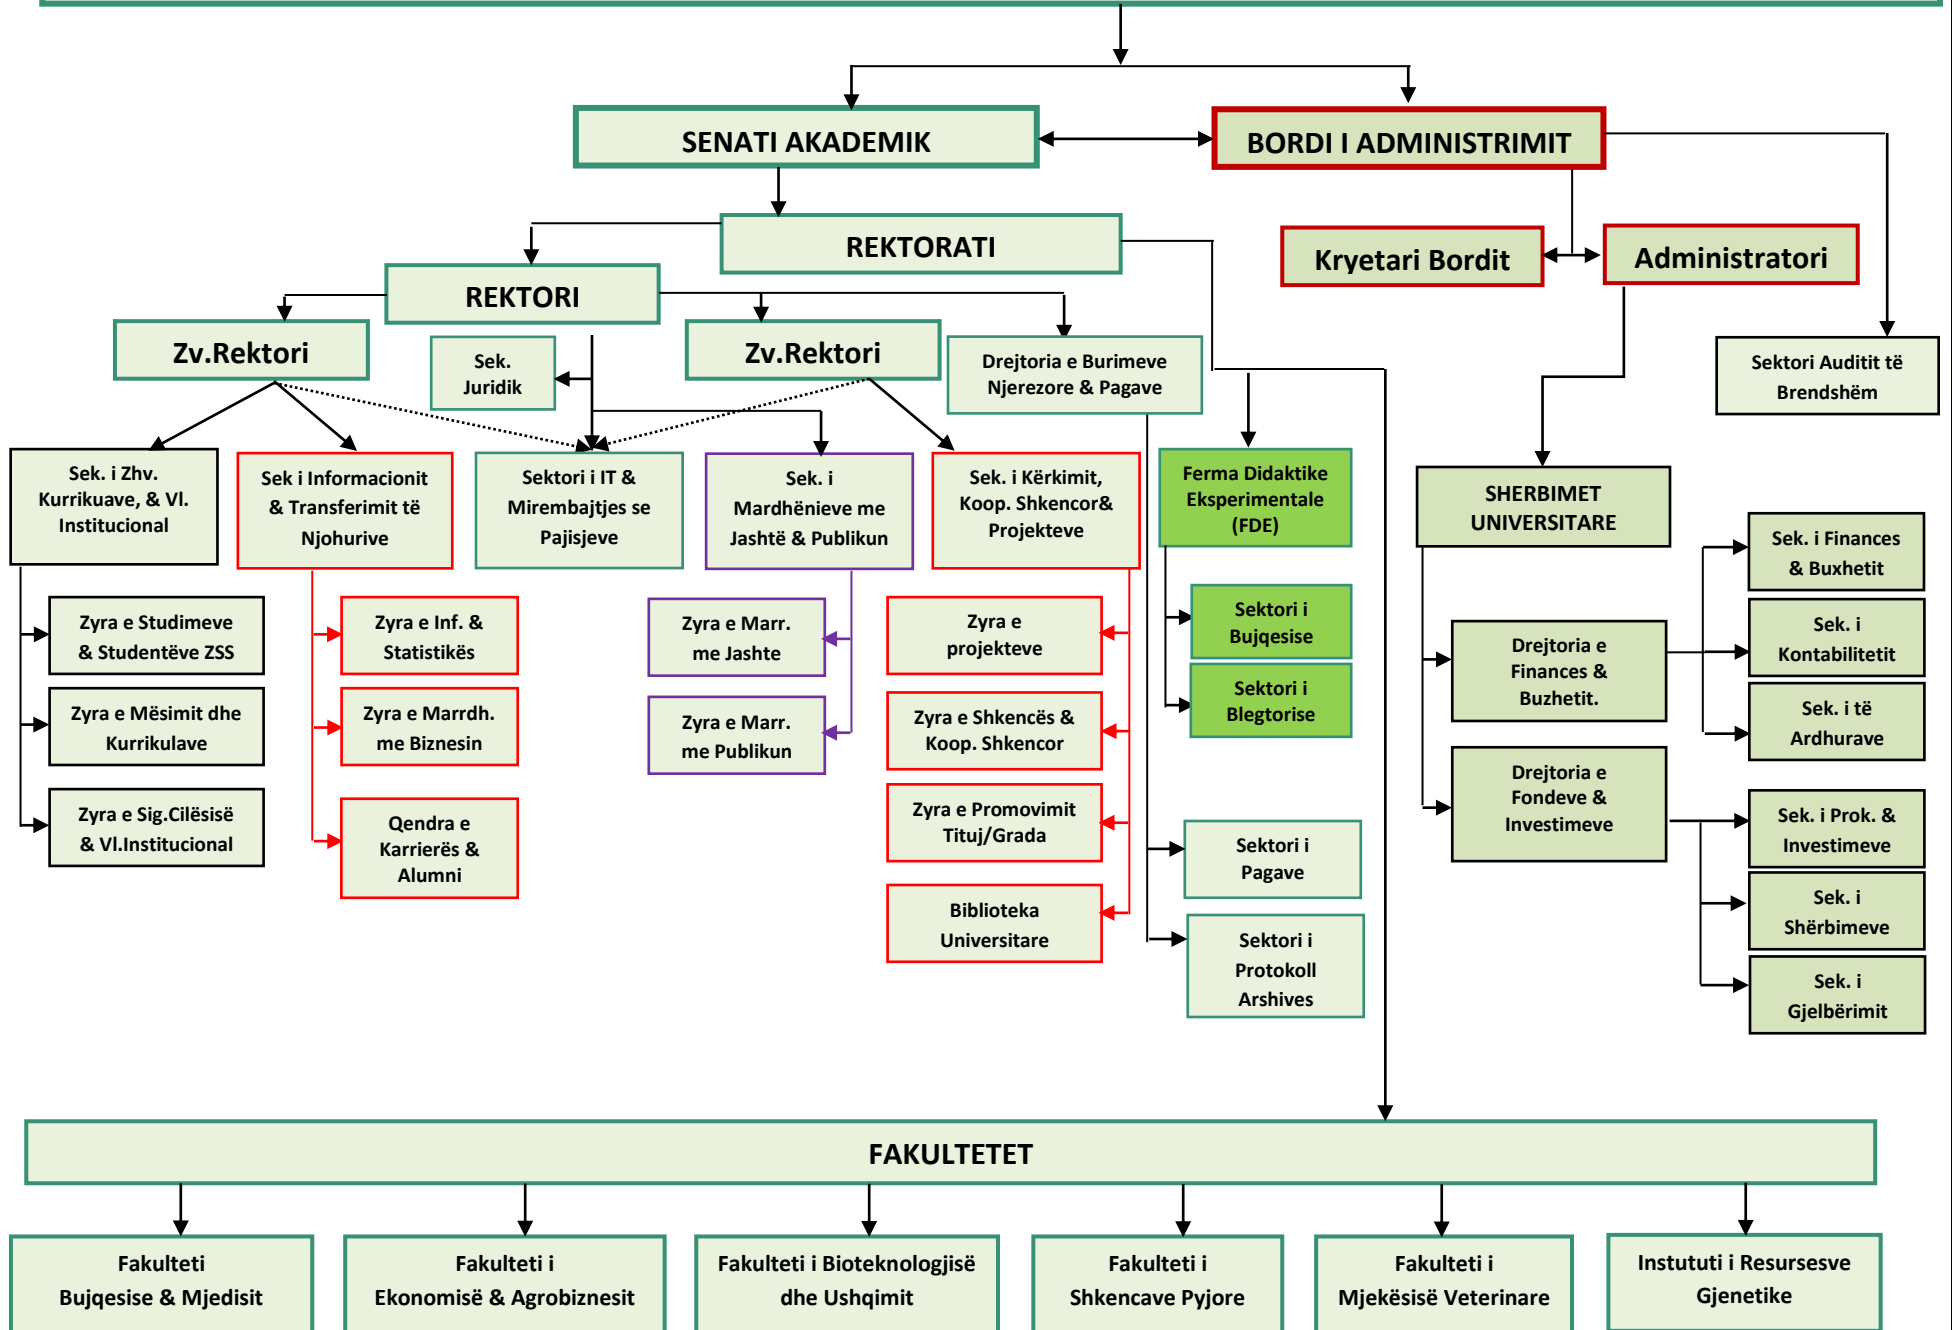 SENATI AKADEMIK
BORDI I ADMINISTRIMIT
REKTORATI
Kryetari Bordit
Administratori
REKTORI
Zv.Rektori
Sek.
Juridik
Zv.Rektori
Drejtoria e Burimeve
Njerezore & Pagave
Sektori Auditit të
Brendshëm
Sek. i Zhv.
Kurrikuave, & Vl.
Institucional
Sek i Informacionit
& Transferimit të
Njohurive
Sektori i IT &
Mirembajtjes se
Pajisjeve
Sek. i
Mardhënieve me
Jashtë & Publikun
Sek. i Kërkimit,
Koop. Shkencor&
Projekteve
Ferma Didaktike
Eksperimentale
(FDE)
SHERBIMET
UNIVERSITARE
Zyra e Studimeve
& Studentëve ZSS
Zyra e Mësimit dhe
Kurrikulave
Zyra e Sig.Cilësisë
& Vl.Institucional
Zyra e Inf. &
Statistikës
Zyra e Marrdh.
me Biznesin
Qendra e
Karrierës &
Alumni
Zyra e Marr.
me Jashte
Zyra e Marr.
me Publikun
Zyra e
projekteve
Zyra e Shkencës &
Koop. Shkencor
Zyra e Promovimit
Tituj/Grada
Biblioteka
Universitare
Sektori i
Bujqesise
Sektori i
Blegtorise
Sektori i
Pagave
Sektori i
Protokoll
Arshives
Drejtoria e
Finances &
Buzhetit.
Drejtoria e
Fondeve &
Investimeve
Sek. i Finances
& Buxhetit
Sek. i
Kontabilitetit
Sek. i të
Ardhurave
Sek. i Prok. &
Investimeve
Sek. i
Shërbimeve
Sek. i
Gjelbërimit
FAKULTETET
Fakulteti
Bujqesise & Mjedisit
Fakulteti i
Ekonomisë & Agrobiznesit
Fakulteti i Bioteknologjisë
dhe Ushqimit
Fakulteti i
Shkencave Pyjore
Fakulteti i
Mjekësisë Veterinare
Instututi i Resursesve
Gjenetike